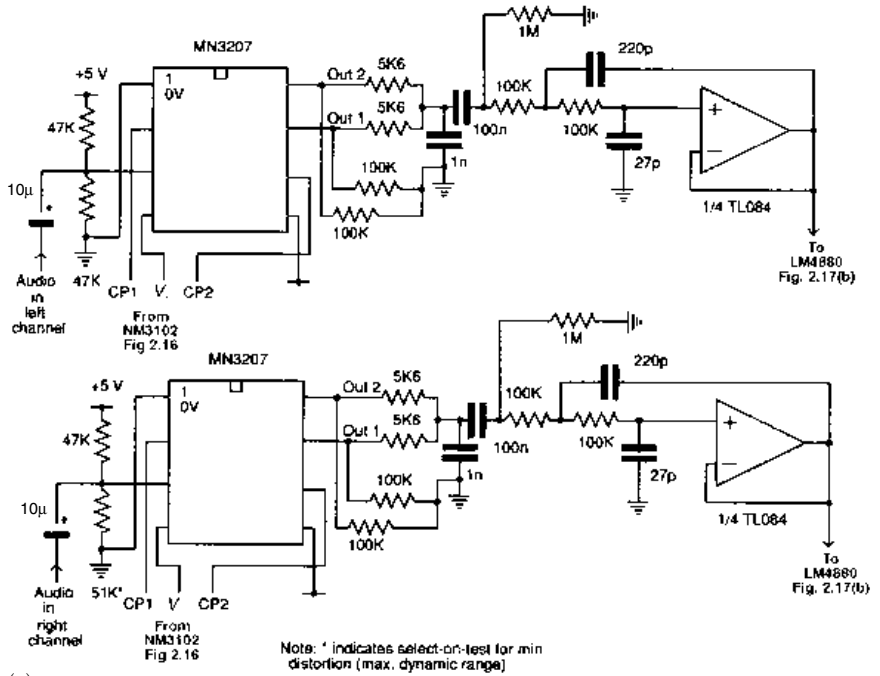 MN3207
1M
220p
+5 V
1
0V
Out 2
5K6
100K
47K
Out 1
5K6
100n
100K
+
10µ
+
1n
27p
−
100K
1/4 TL084
100K
To
LM4880
Fig. 2.17(b)
Audio
in
left
channel
47K
CP1
V
CP2
From
NM3102
Fig 2.16
MN3207
1M
220p
+5 V
1
0V
Out 2
5K6
100K
47K
Out 1
5K6
100n
100K
+
10µ
+
1n
27p
−
100K
1/4 TL084
100K
To
LM4880
Fig. 2.17(b)
Audio
in
right
channel
51K*
CP1
V
CP2
From
NM3102
Fig 2.16
Note: * indicates select-on-test for min
distortion (max. dynamic range)